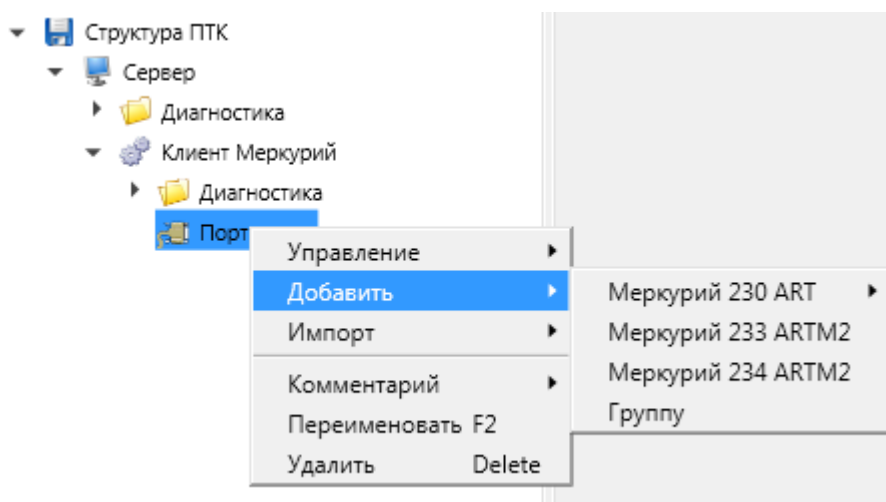 Структура ПТК
Сервер
Диагностика
Клиент Меркурий
Диагностика
Порт
Управление
Добавить
Импорт
Комментарий
Переименовать F2
Удалить Delete
Меркурий 230 ART
Меркурий 233 ARTM2
Меркурий 234 ARTM2
Группу